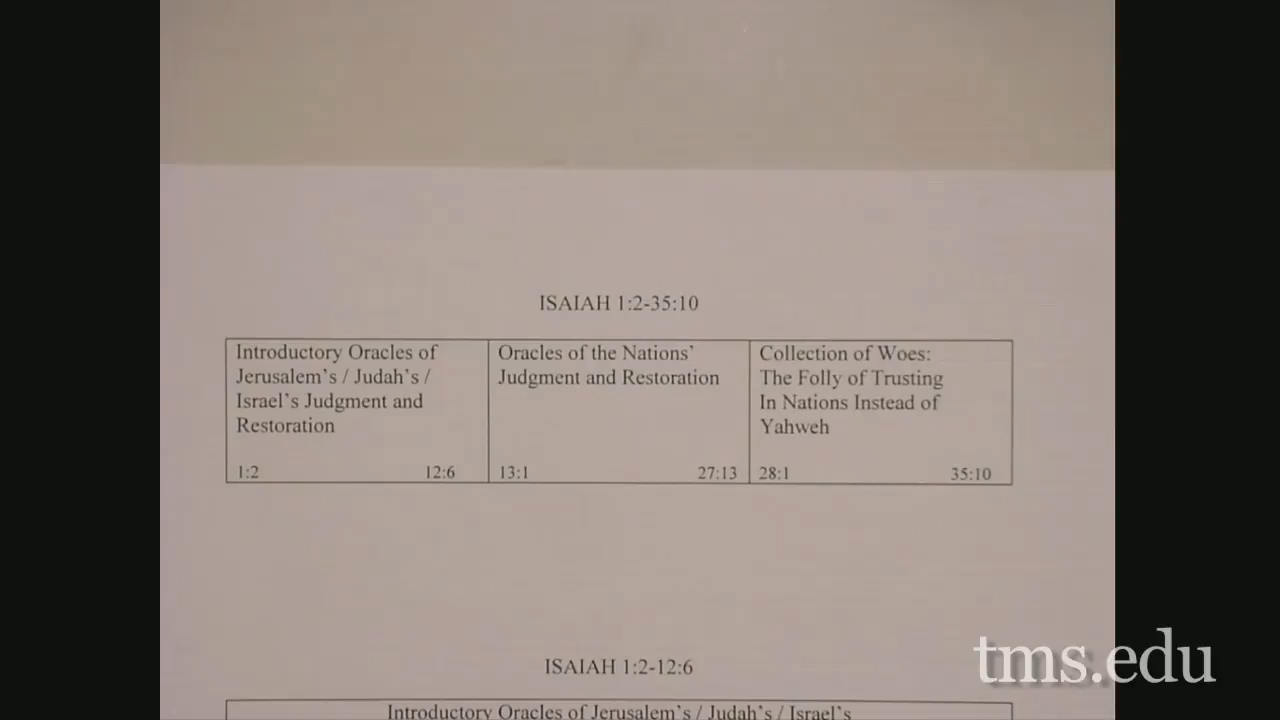 ISAIAH 1:2-35:10
Introductory Oracles of
Jerusalem's / Judah's /
Israel's Judgment and
Restoration
1:2 12:6
Oracles of the Nations'
Judgment and Restoration
13:1 27:13
Collection of Woes:
The Folly of Trusting
In Nations Instead of
Yahweh
28:1 35:10
ISAIAH 1:2-12:6
Introductory Oracles of Jerusalem's / Judah's / Israel's
tms.edu